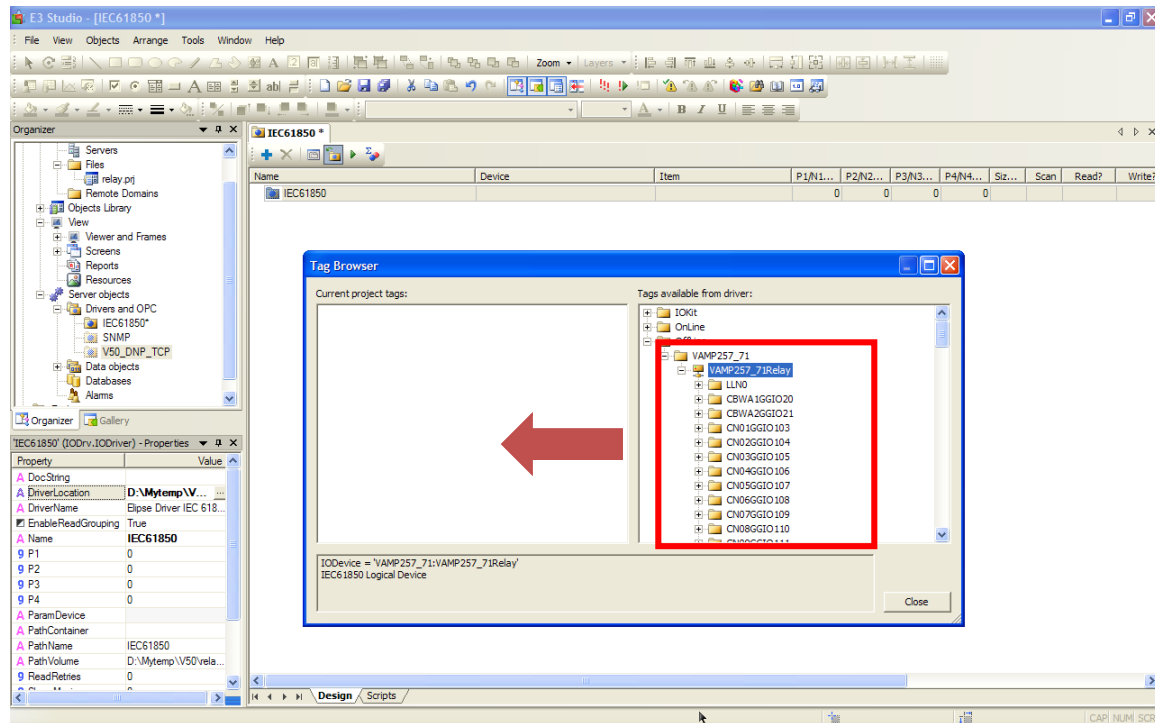 E3 Studio - [IEC61850 *]
File View Objects Arrange Tools Window Help
Zoom Layers
A ab|
A B I U
Organizer
Servers
Files
relay.prj
Remote Domains
Objects Library
View
Viewer and Frames
Screens
Reports
Resources
Server objects
Drivers and OPC
IEC61850*
SNMP
V50_DNP_TCP
Data objects
Databases
Alarms
Organizer Gallery
'IEC61850' (IODrv.IODriver) - Properties
Property Value
DocString
DriverLocation D:\Mytemp\V... ...
DriverName Elipse Driver IEC 618...
EnableReadGrouping True
Name IEC61850
P1 0
P2 0
P3 0
P4 0
ParamDevice
PathContainer
PathName IEC61850
PathVolume D:\Mytemp\V50\rela...
ReadRetries 0
IEC61850 *
Name Device Item P1/N1... P2/N2... P3/N3... P4/N4... Siz... Scan Read? Write?
IEC61850 0 0 0 0
Tag Browser
Current project tags:
Tags available from driver:
IOKit
OnLine
VAMP257_71
VAMP257_71Relay
LLN0
CBWA1GGIO20
CBWA2GGIO21
CN01GGIO103
CN02GGIO104
CN03GGIO105
CN04GGIO106
CN05GGIO107
CN06GGIO108
CN07GGIO109
CN08GGIO110
CN09GGIO111
IODevice = 'VAMP257_71:VAMP257_71Relay'
IEC61850 Logical Device
Close
Design Scripts
CAP NUM SCR